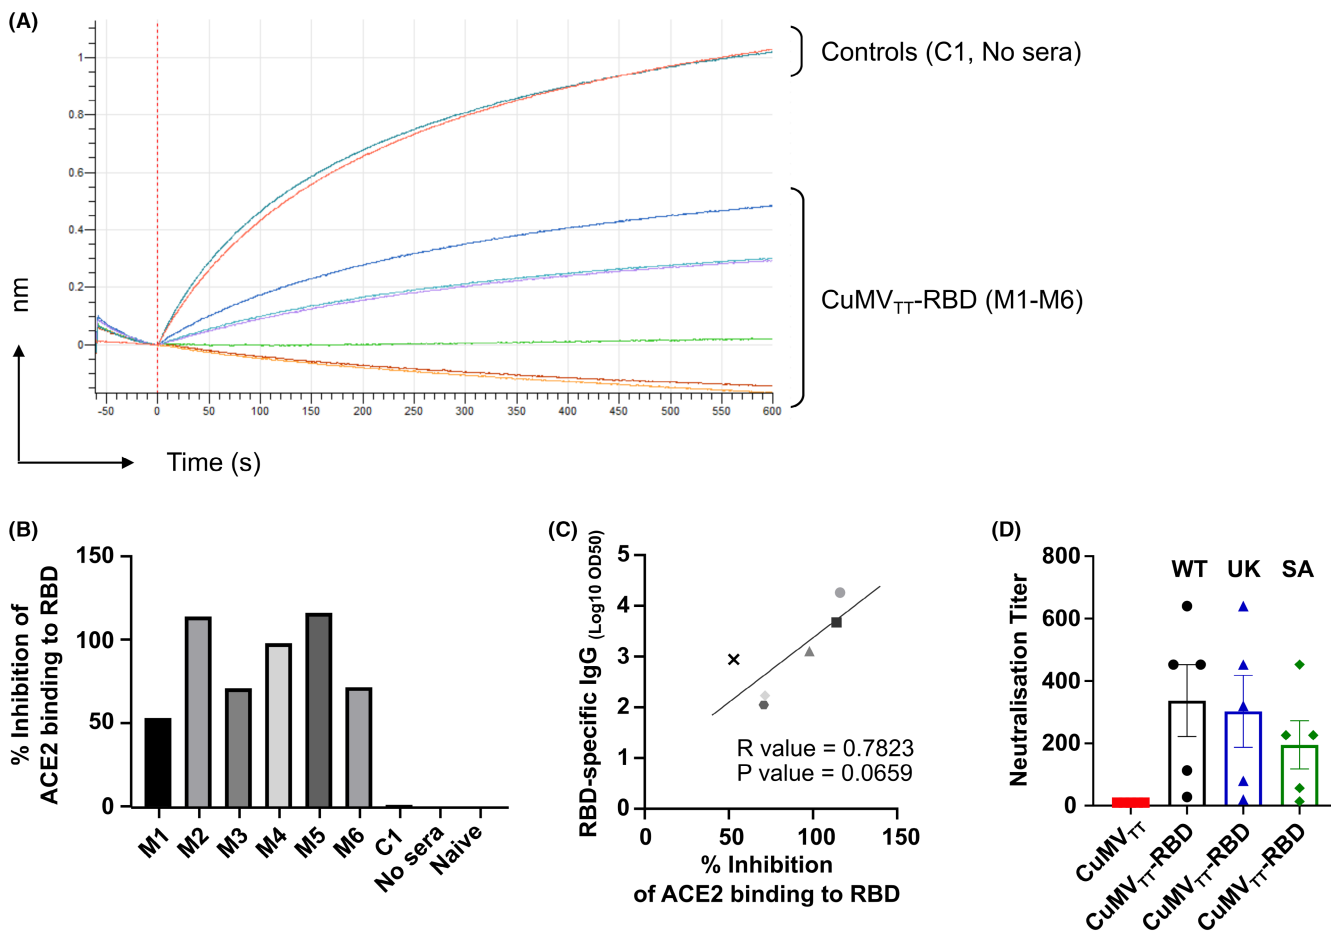 (A)
1
0.8
0.6
0.4
0.2
0
nm
-50 0 50 100 150 200 250 300 350 400 450 500 550 600
Time (s)
Controls (C1, No sera)
CuMVTT-RBD (M1-M6)
(B)
% Inhibition of
ACE2 binding to RBD
150
100
50
0
M1 M2 M3 M4 M5 M6 C1 No sera Naive
(C)
RBD-specific IgG (Log10 OD50)
5
4
3
2
1
0
R value = 0.7823
P value = 0.0659
0 50 100 150
% Inhibition
of ACE2 binding to RBD
(D)
Neutralisation Titer
800
600
400
200
0
WT UK SA
CuMVTT CuMVTT-RBD CuMVTT-RBD CuMVTT-RBD